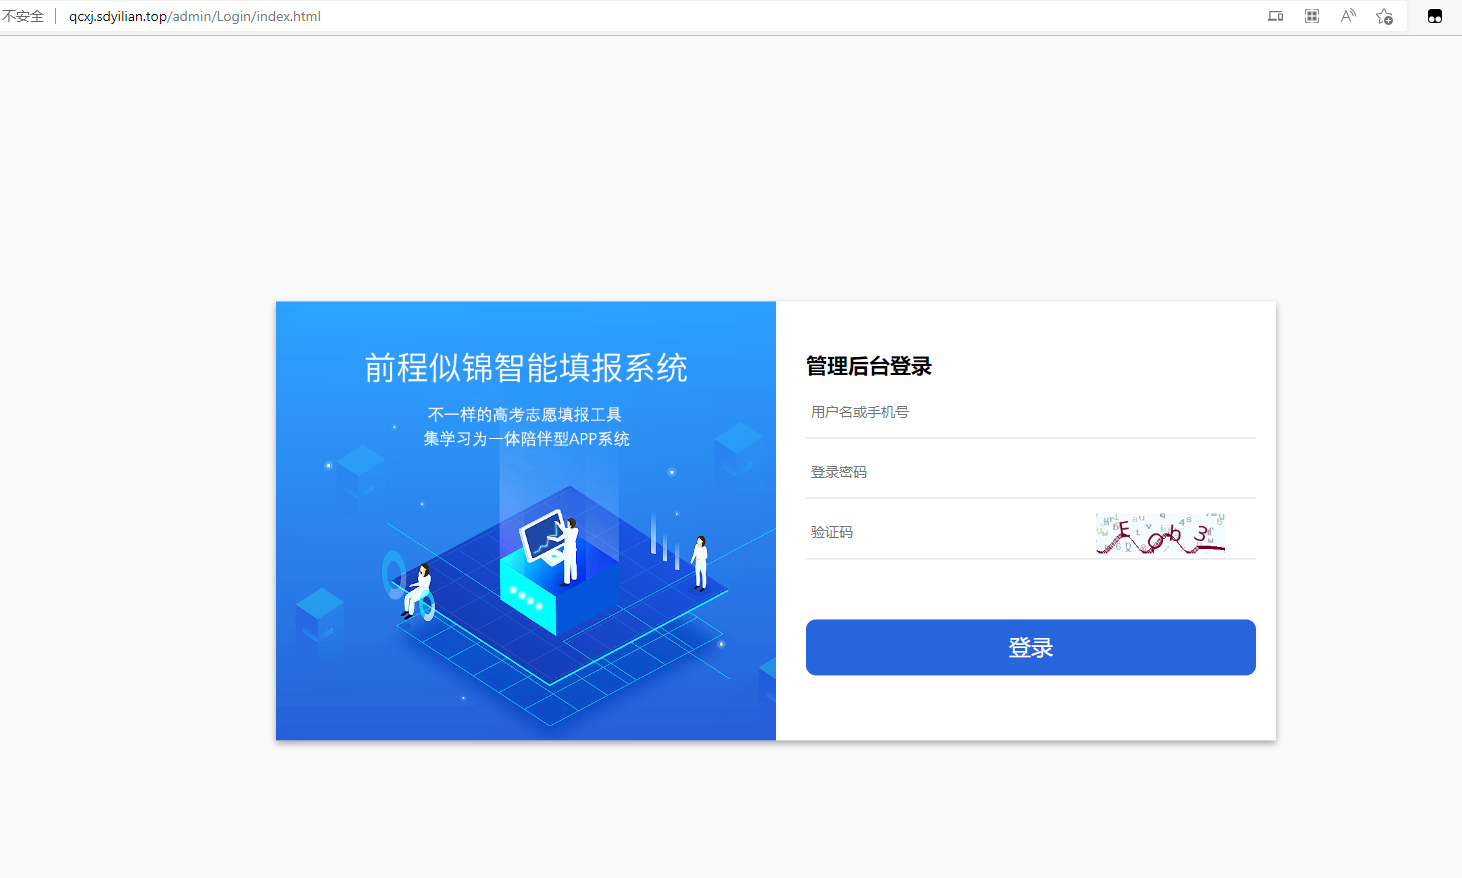 不安全 qcxj.sdyilian.top/admin/Login/index.html
前程似锦智能填报系统
不一样的高考志愿填报工具
集学习为一体陪伴型APP系统
管理后台登录
用户名或手机号
登录密码
验证码
登录